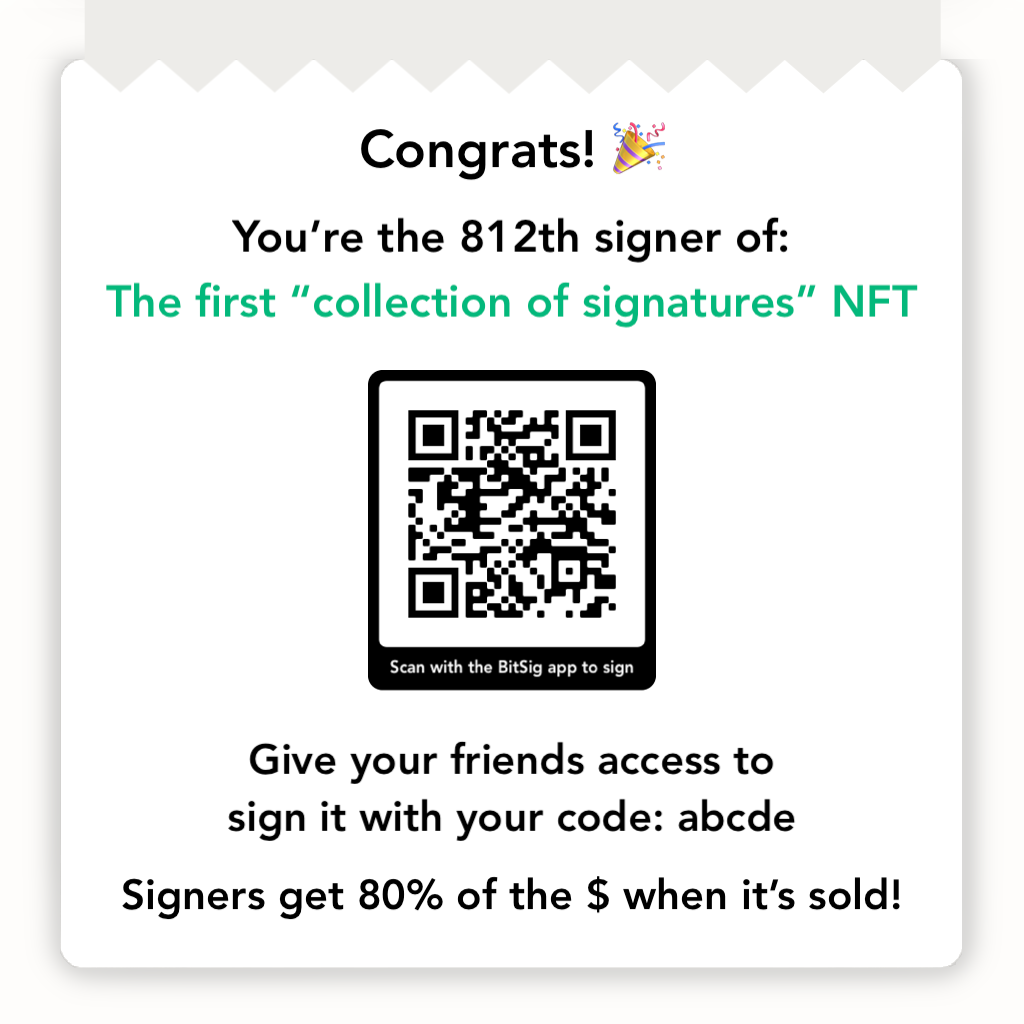 Congrats! 🎉
You’re the 812th signer of:
The first “collection of signatures” NFT
Scan with the BitSig app to sign
Give your friends access to
sign it with your code: abcde
Signers get 80% of the $ when it’s sold!